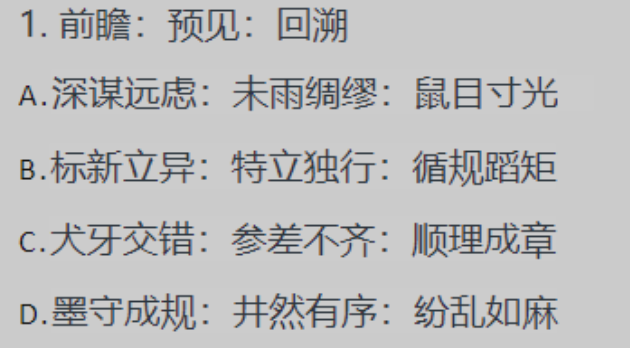 1. 前瞻：预见：回溯
A.深谋远虑：未雨绸缪：鼠目寸光
B.标新立异：特立独行：循规蹈矩
C.犬牙交错：参差不齐：顺理成章
D.墨守成规：井然有序：纷乱如麻